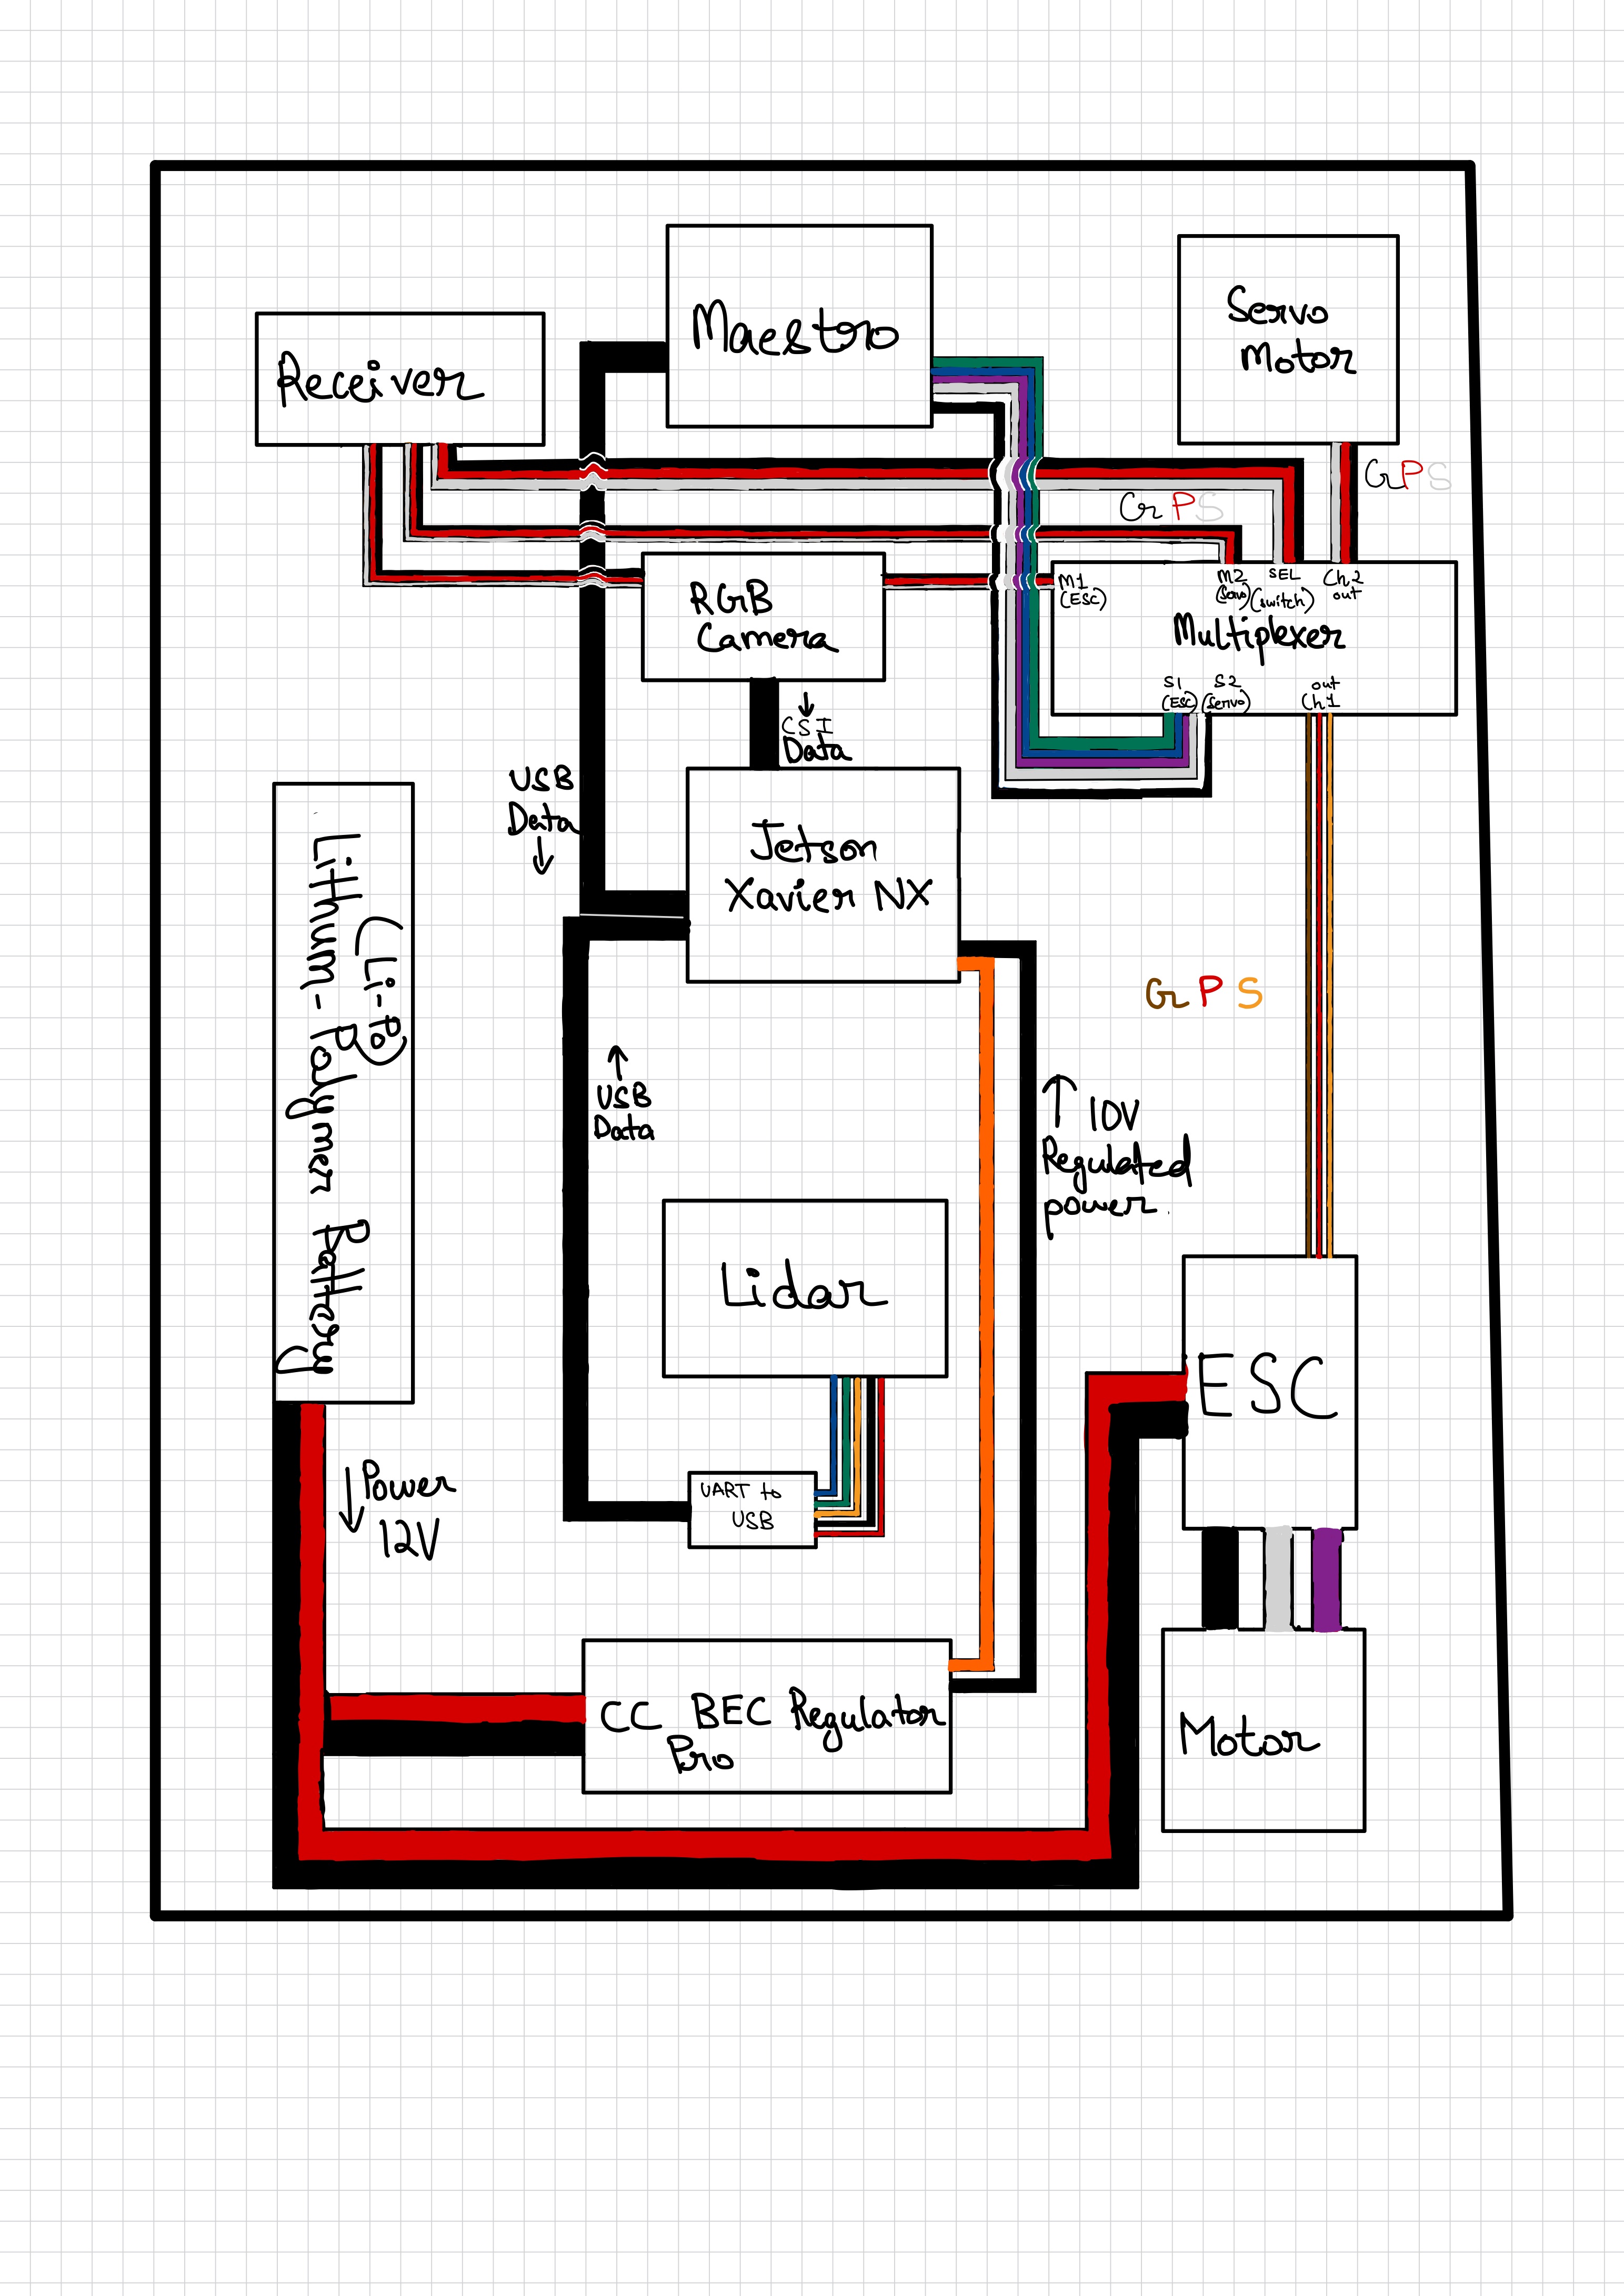 Maestro
Servo
Motor
Receiver
GPS
GPS
M1
(ESC)
M2
(Servo)
SEL
(switch)
Ch2
out
Multiplexer
S1
(ESC)
S2
(Servo)
out
Ch1
RGB
Camera
CSI
Data
USB
Data
Jetson
Xavier NX
(Li-Po)
Lithium-Polymer Battery
G P S
USB
Data
10V
Regulated
power.
Lidar
ESC
UART to
USB
Power
12V
CC BEC Regulator
Pro
Motor